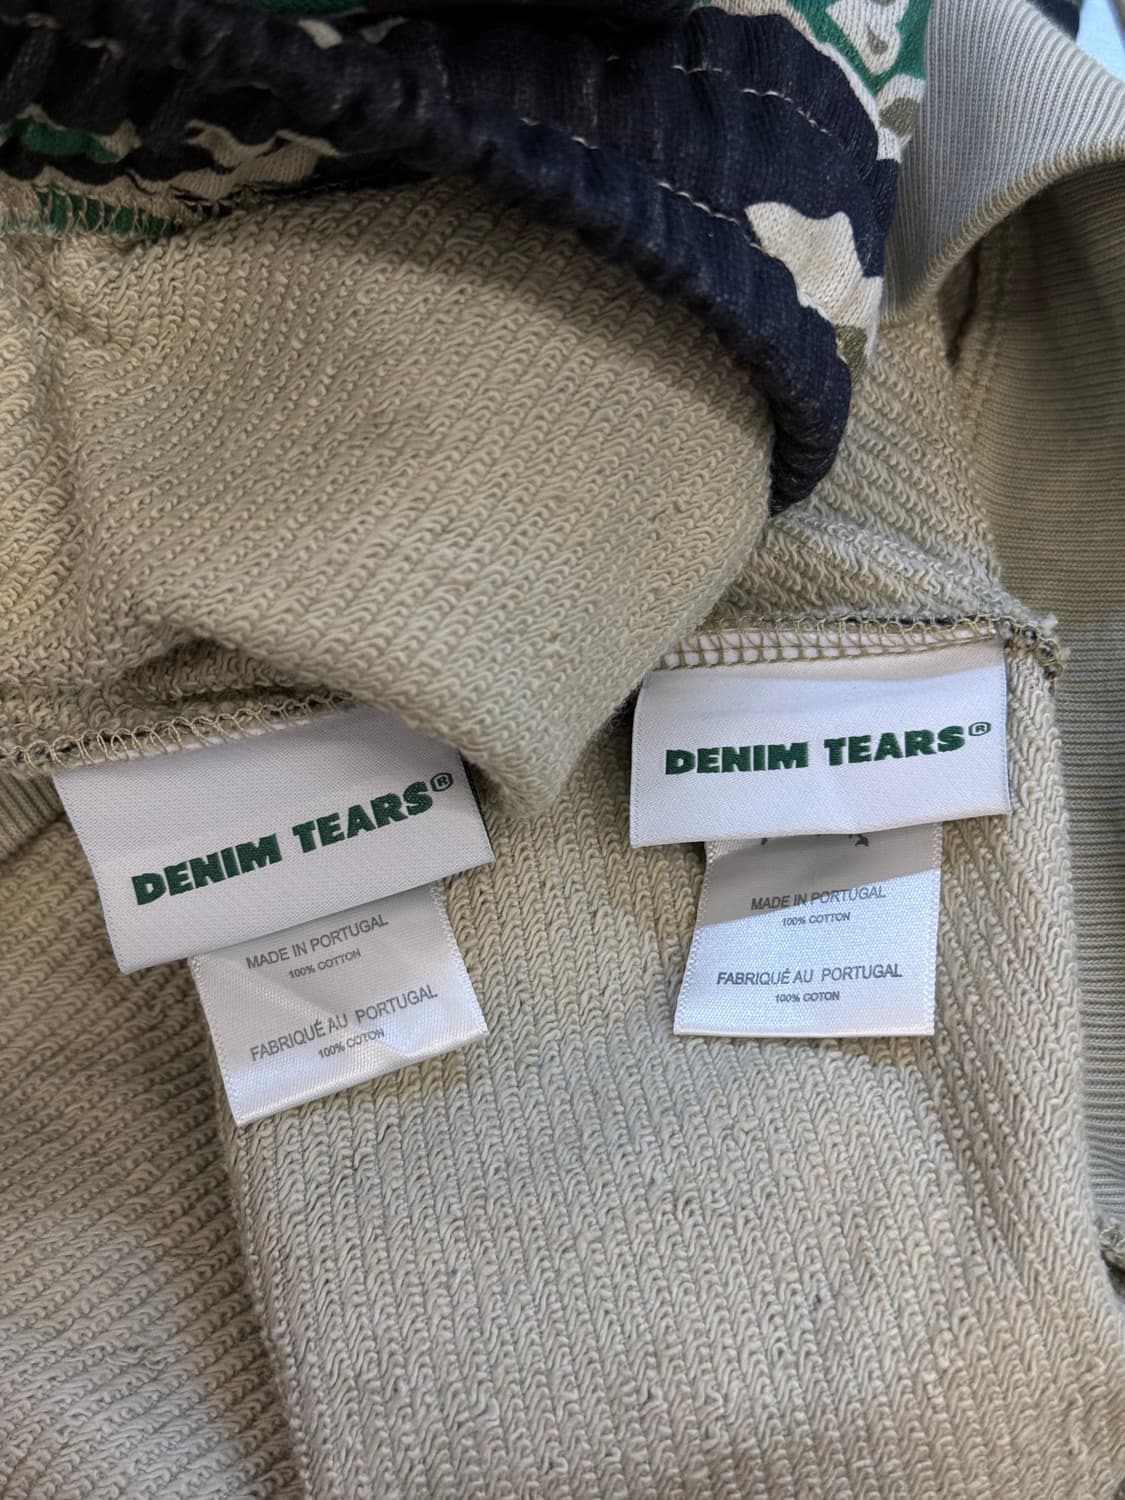 DENIM TEARS®
MADE IN PORTUGAL
100% COTTON
FABRIQUÉ AU PORTUGAL
100% COTON
DENIM TEARS®
MADE IN PORTUGAL
100% COTTON
FABRIQUÉ AU PORTUGAL
100% COTON